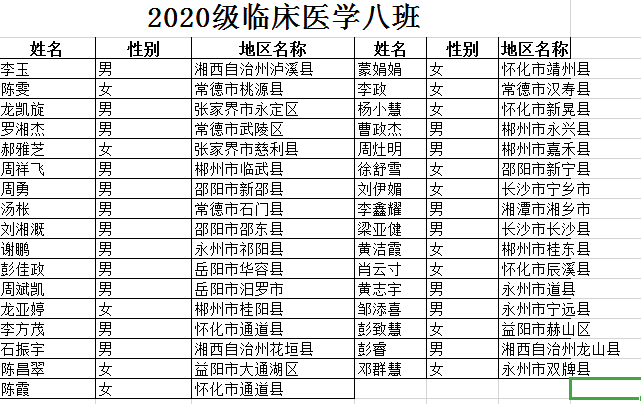 2020级临床医学八班
姓名 性别 地区名称 姓名 性别 地区名称
李玉 男 湘西自治州泸溪县 蒙娟娟 女 怀化市靖州县
陈雯 女 常德市桃源县 李政 女 常德市汉寿县
龙凯旋 男 张家界市永定区 杨小慧 女 怀化市新晃县
罗湘杰 男 常德市武陵区 曹政杰 男 郴州市永兴县
郝雅芝 女 张家界市慈利县 周灶明 男 郴州市嘉禾县
周祥飞 男 郴州市临武县 徐舒雪 女 邵阳市新宁县
周勇 男 邵阳市新邵县 刘伊媚 女 长沙市宁乡市
汤枨 男 常德市石门县 李鑫耀 男 湘潭市湘乡市
刘湘溉 男 邵阳市邵东县 梁亚健 男 长沙市长沙县
谢鹏 男 永州市祁阳县 黄洁霞 女 郴州市桂东县
彭佳政 男 岳阳市华容县 肖云寸 女 怀化市辰溪县
周斌凯 男 岳阳市汨罗市 黄志宇 男 永州市道县
龙亚婷 女 郴州市桂阳县 邹添喜 男 永州市宁远县
李方茂 男 怀化市通道县 彭致慧 女 益阳市赫山区
石振宇 男 湘西自治州花垣县 彭睿 男 湘西自治州龙山县
陈昌翠 女 益阳市大通湖区 邓群慧 女 永州市双牌县
陈霞 女 怀化市通道县